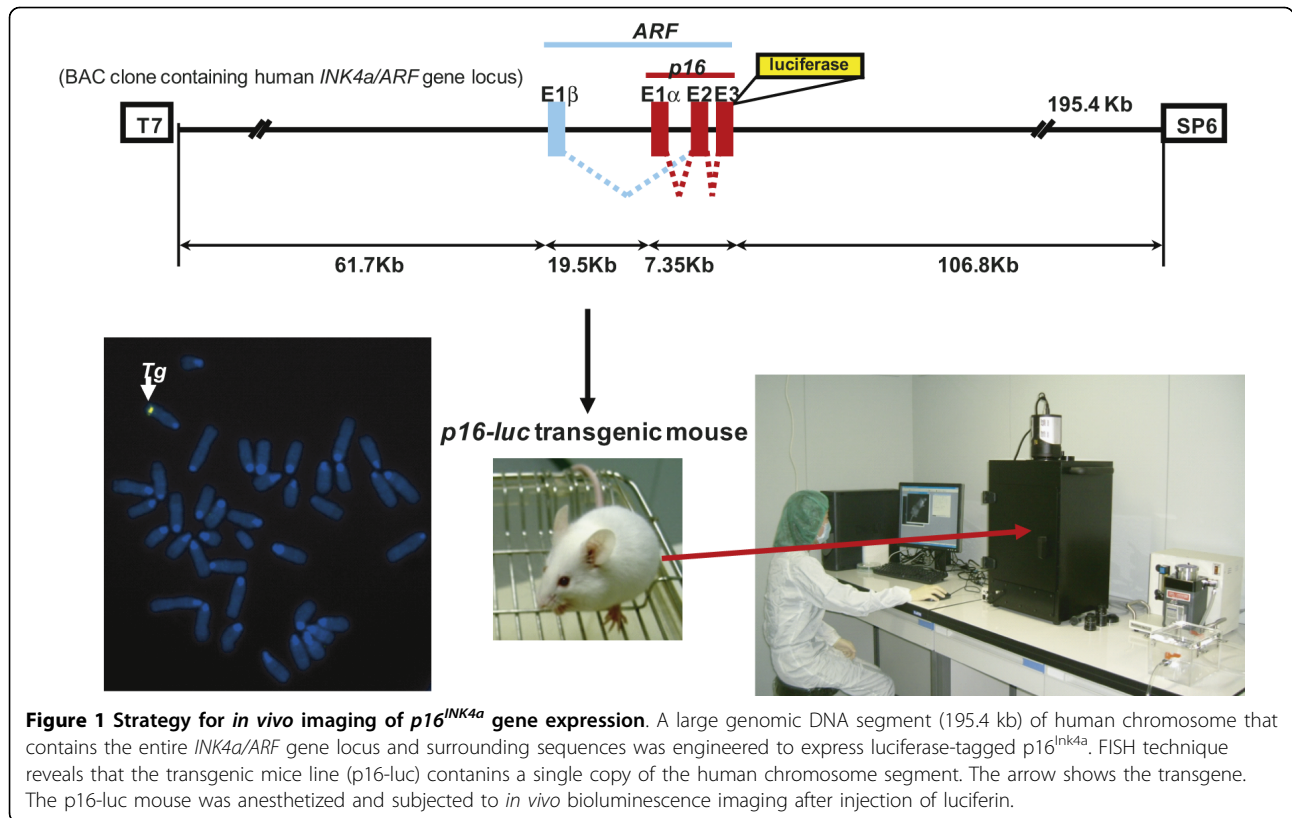 ARF
(BAC clone containing human INK4a/ARF gene locus)
p16
luciferase
E1β
E1α E2 E3
195.4 Kb
T7
SP6
61.7Kb
19.5Kb
7.35Kb
106.8Kb
Tg
p16-luc transgenic mouse
Figure 1 Strategy for in vivo imaging of p16^INK4a gene expression. A large genomic DNA segment (195.4 kb) of human chromosome that
contains the entire INK4a/ARF gene locus and surrounding sequences was engineered to express luciferase-tagged p16^Ink4a. FISH technique
reveals that the transgenic mice line (p16-luc) contanins a single copy of the human chromosome segment. The arrow shows the transgene.
The p16-luc mouse was anesthetized and subjected to in vivo bioluminescence imaging after injection of luciferin.